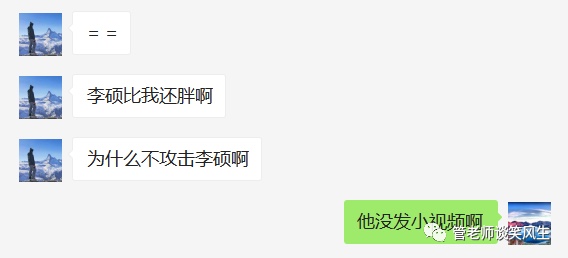 = =
李硕比我还胖啊
为什么不攻击李硕啊
他没发小视频啊
管老师谈笑风生